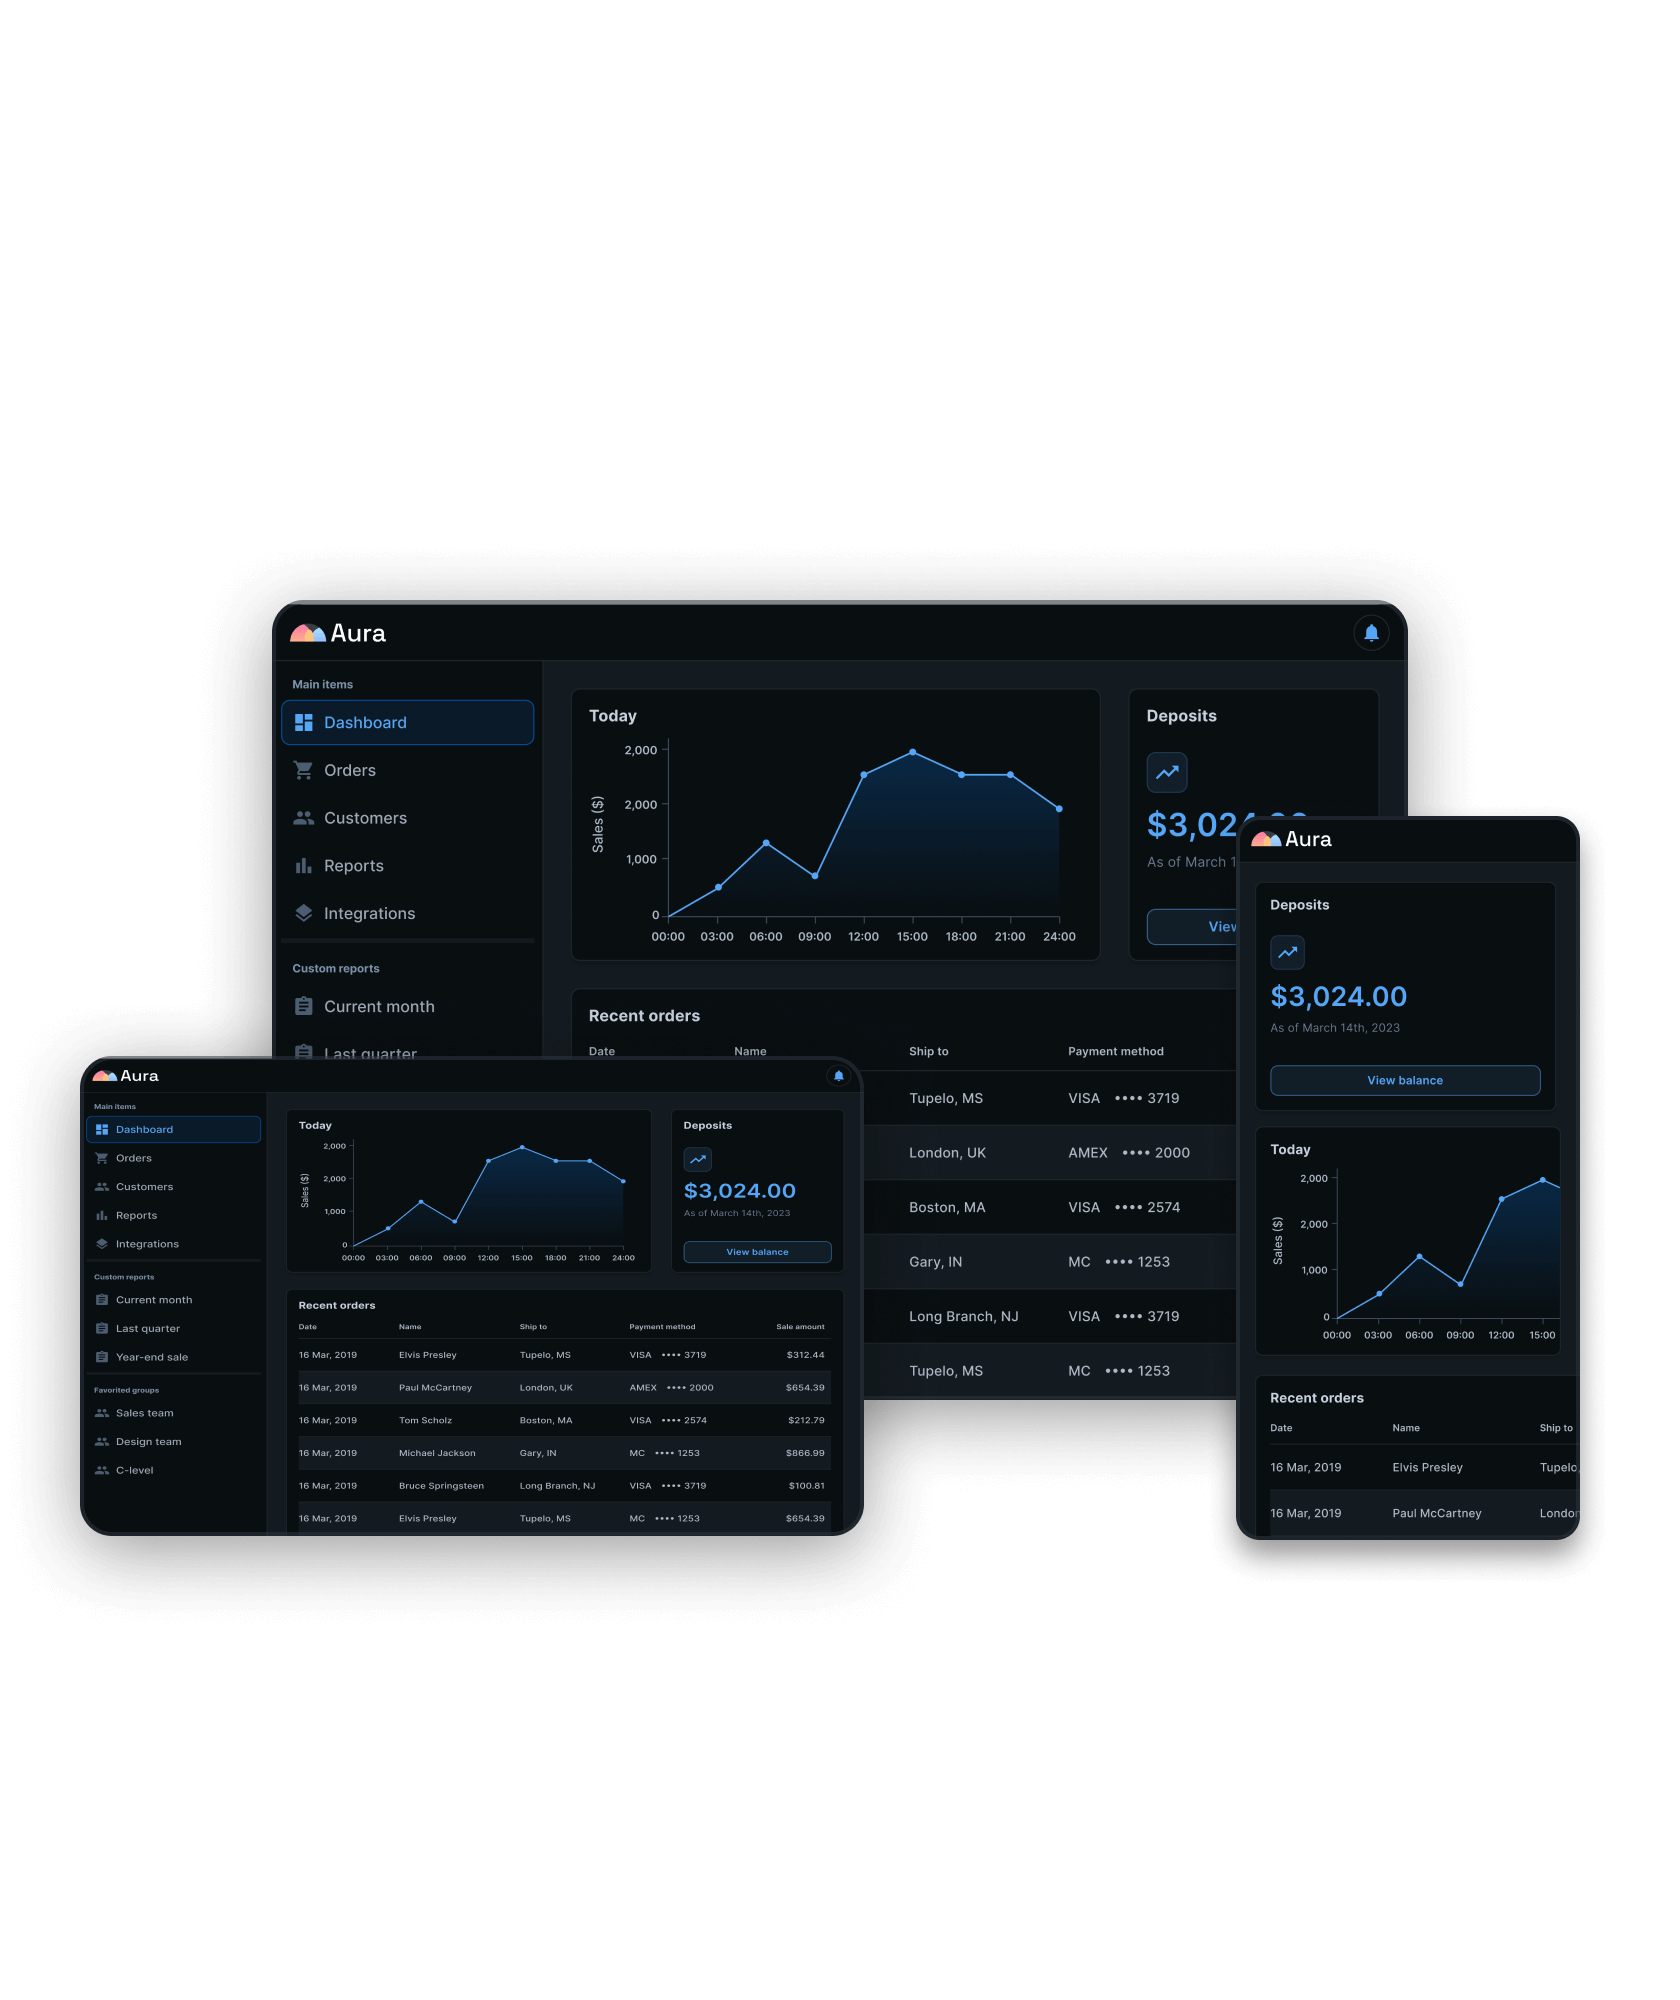 Aura
Main items
Dashboard
Orders
Customers
Reports
Integrations
Custom reports
Current month
Last quarter
Today
Sales ($)
2,000
2,000
1,000
0
00:00 03:00 06:00 09:00 12:00 15:00 18:00 21:00 24:00
Deposits
$3,024.00
As of March 1
View
Recent orders
Date Name Ship to Payment method
Tupelo, MS VISA •••• 3719
London, UK AMEX •••• 2000
Boston, MA VISA •••• 2574
Gary, IN MC •••• 1253
Long Branch, NJ VISA •••• 3719
Tupelo, MS MC •••• 1253
Aura
Main items
Dashboard
Orders
Customers
Reports
Integrations
Custom reports
Current month
Last quarter
Year-end sale
Favorited groups
Sales team
Design team
C-level
Today
Sales ($)
2,000
2,000
1,000
0
00:00 03:00 06:00 09:00 12:00 15:00 18:00 21:00 24:00
Deposits
$3,024.00
As of March 14th, 2023
View balance
Recent orders
Date Name Ship to Payment method Sale amount
16 Mar, 2019 Elvis Presley Tupelo, MS VISA •••• 3719 $312.44
16 Mar, 2019 Paul McCartney London, UK AMEX •••• 2000 $654.39
16 Mar, 2019 Tom Scholz Boston, MA VISA •••• 2574 $212.79
16 Mar, 2019 Michael Jackson Gary, IN MC •••• 1253 $866.99
16 Mar, 2019 Bruce Springsteen Long Branch, NJ VISA •••• 3719 $100.81
16 Mar, 2019 Elvis Presley Tupelo, MS MC •••• 1253 $654.39
Aura
Deposits
$3,024.00
As of March 14th, 2023
View balance
Today
Sales ($)
2,000
2,000
1,000
0
00:00 03:00 06:00 09:00 12:00 15:00
Recent orders
Date Name Ship to
16 Mar, 2019 Elvis Presley Tupelo,
16 Mar, 2019 Paul McCartney London